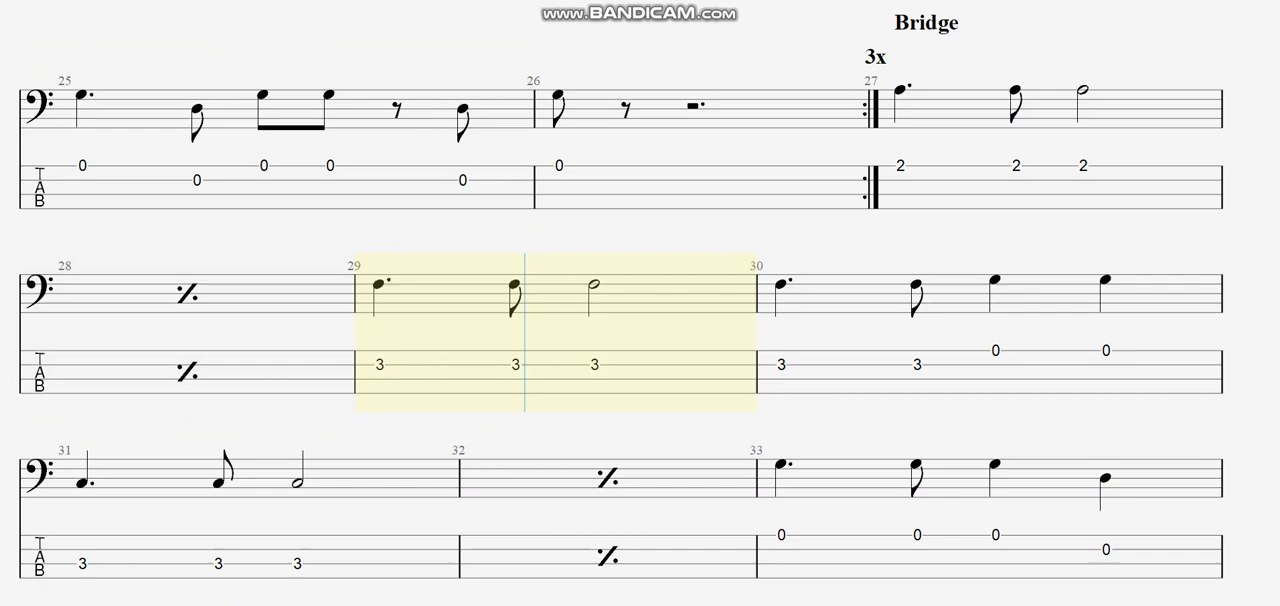 www.BANDICAM.com
Bridge
3x
25 26 27
0 0 0 0 0 0 2 2 2
T
A
B
28 29 30
3 3 3 3 3 0 0
T
A
B
31 32 33
3 3 3 0 0 0 0
T
A
B